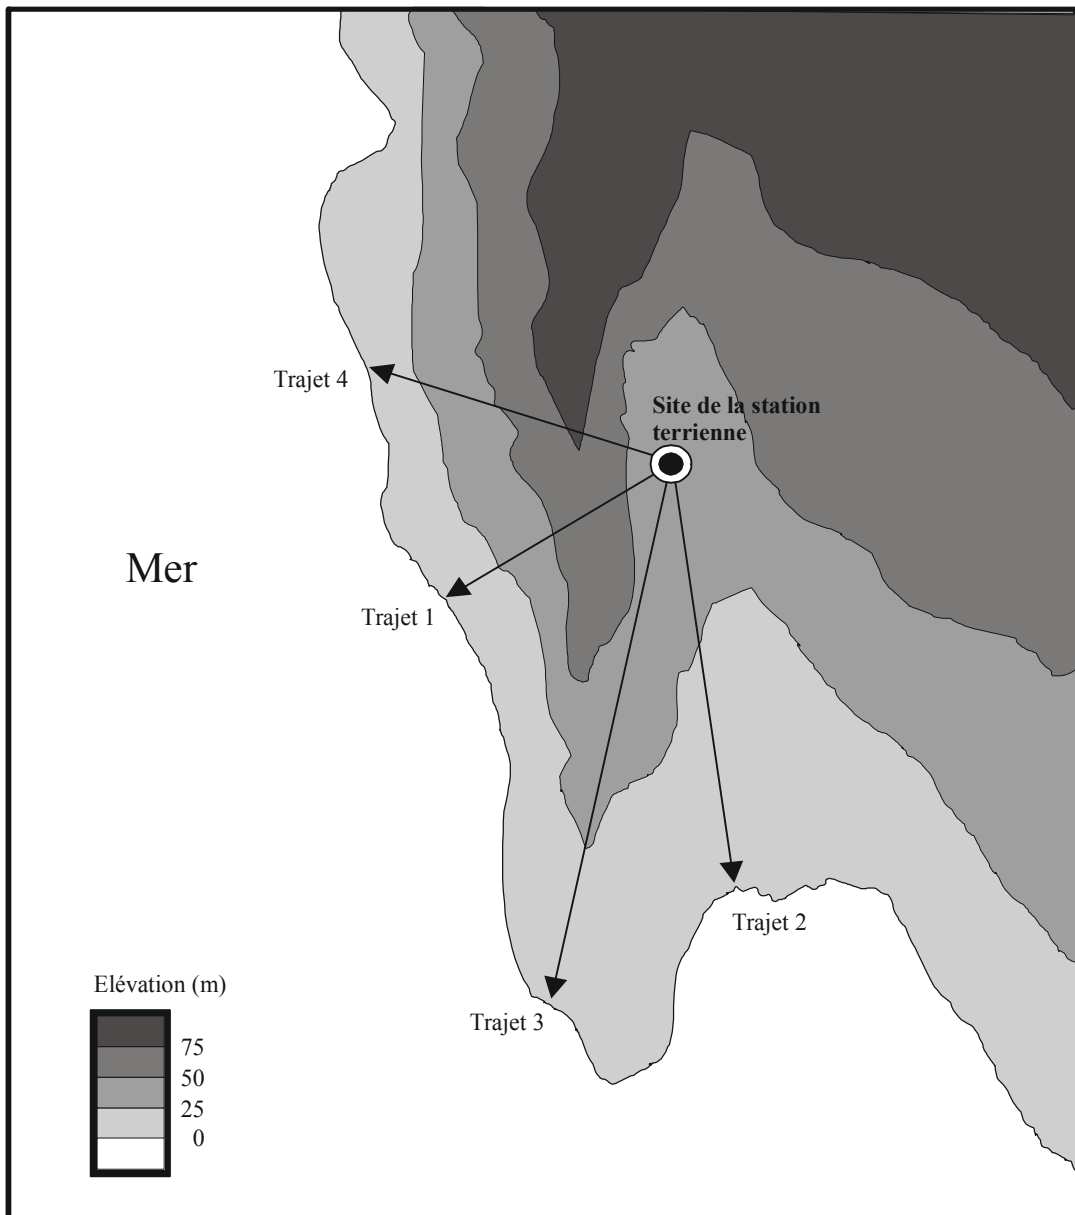 Trajet 4
Site de la station
terrienne
Mer
Trajet 1
Trajet 2
Elévation (m)
Trajet 3
75
50
25
0